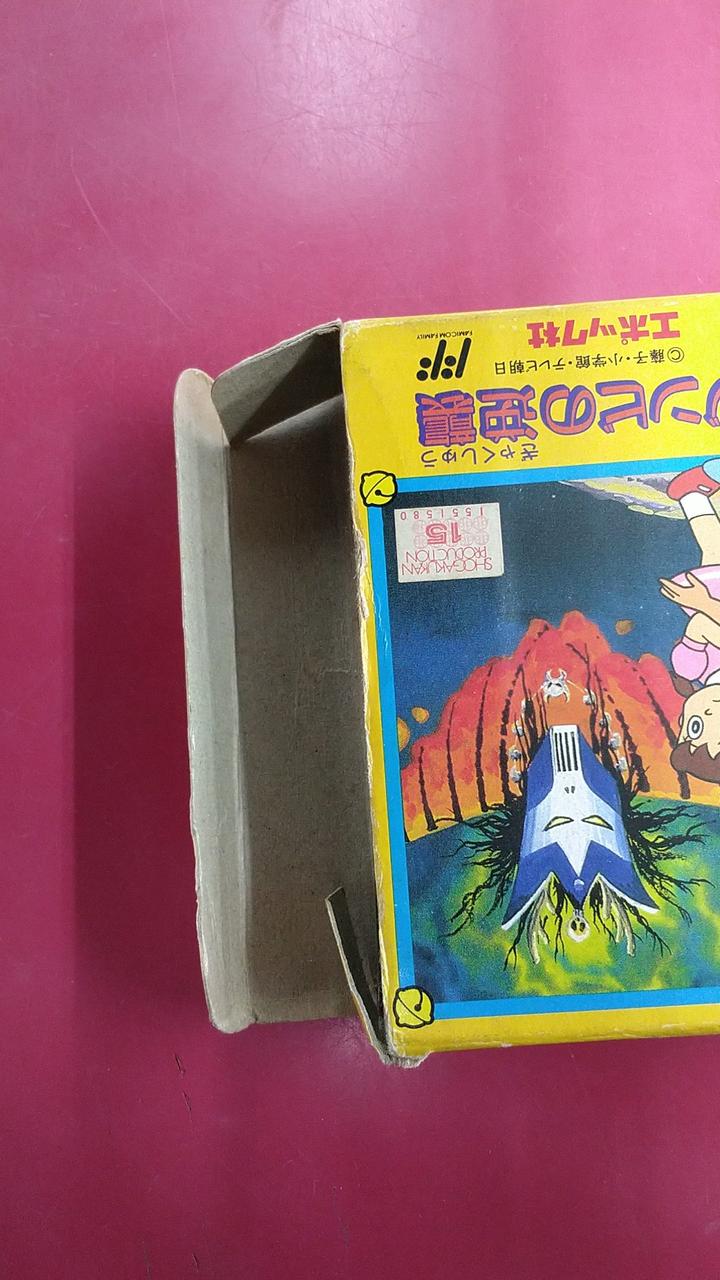 ぎゃくしゅう
ンビの逆襲
©藤子・小学館・テレビ朝日
エポック社
FAMICOM FAMILY
SHOGAKUKAN
PRODUCTION
15
1551580